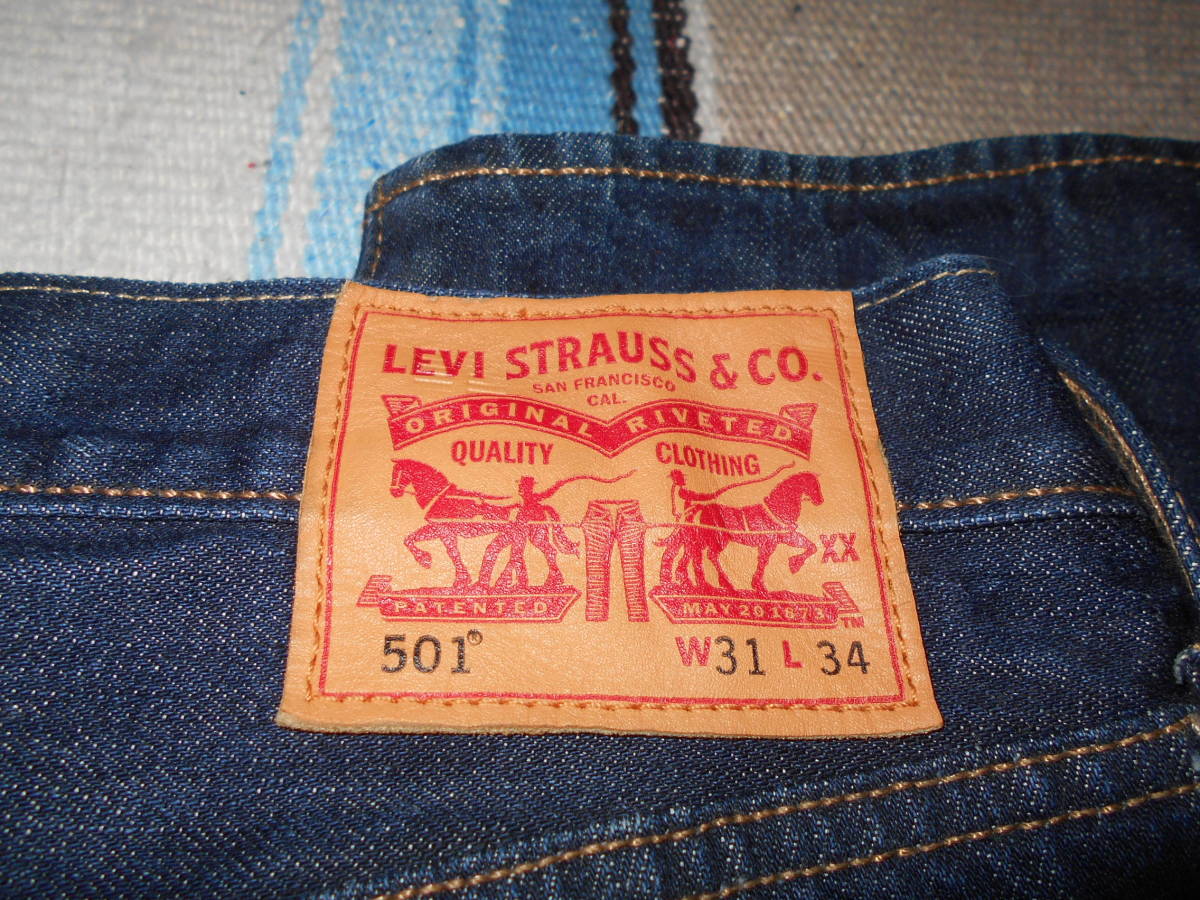 LEVI STRAUSS & CO.
SAN FRANCISCO
CAL.
ORIGINAL RIVETED
QUALITY CLOTHING
XX
PATENTED MAY 20 1873
TM
501® W31 L 34